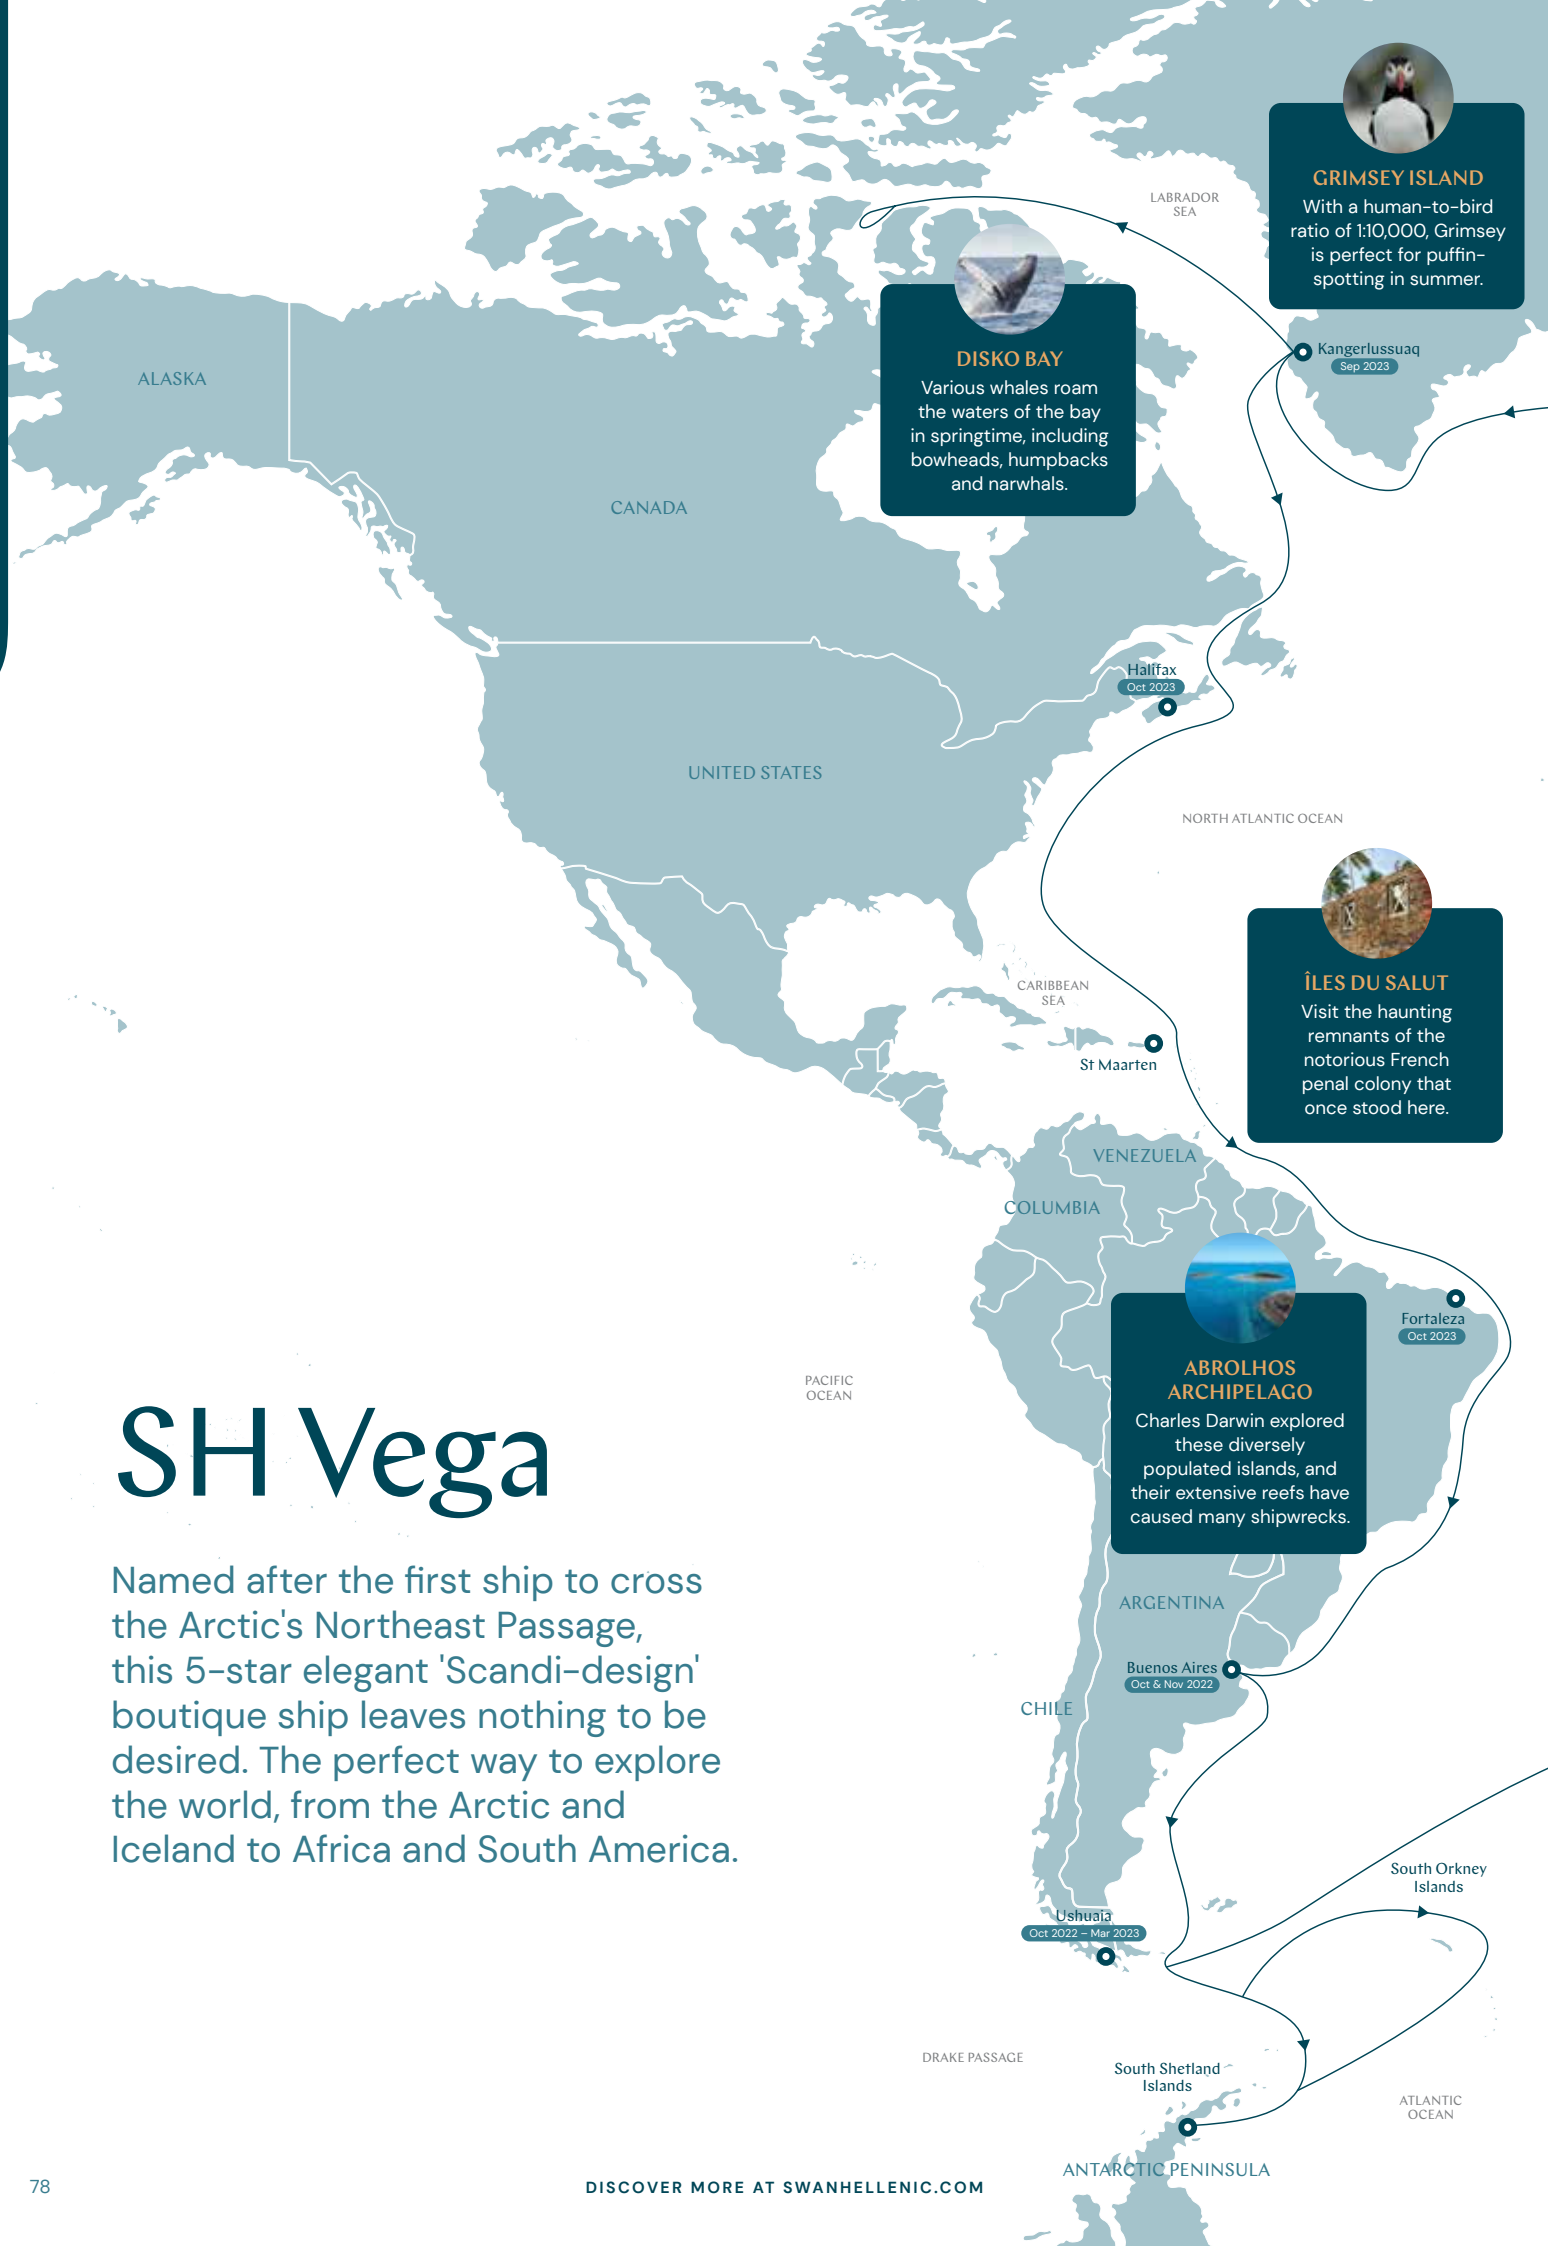 GRIMSEY ISLAND
With a human-to-bird
ratio of 1:10,000, Grimsey
is perfect for puffin-
spotting in summer.
LABRADOR
SEA
DISKO BAY
Various whales roam
the waters of the bay
in springtime, including
bowheads, humpbacks
and narwhals.
Kangerlussuaq
Sep 2023
ALASKA
CANADA
Halifax
Oct 2023
UNITED STATES
NORTH ATLANTIC OCEAN
ÎLES DU SALUT
Visit the haunting
remnants of the
notorious French
penal colony that
once stood here.
CARIBBEAN
SEA
St Maarten
VENEZUELA
COLUMBIA
Fortaleza
Oct 2023
ABROLHOS
ARCHIPELAGO
Charles Darwin explored
these diversely
populated islands, and
their extensive reefs have
caused many shipwrecks.
PACIFIC
OCEAN
SH Vega
Named after the first ship to cross
the Arctic's Northeast Passage,
this 5-star elegant 'Scandi-design'
boutique ship leaves nothing to be
desired. The perfect way to explore
the world, from the Arctic and
Iceland to Africa and South America.
ARGENTINA
Buenos Aires
Oct & Nov 2022
CHILE
South Orkney
Islands
Ushuaia
Oct 2022 – Mar 2023
DRAKE PASSAGE
South Shetland
Islands
ATLANTIC
OCEAN
ANTARCTIC PENINSULA
78
DISCOVER MORE AT SWANHELLENIC.COM